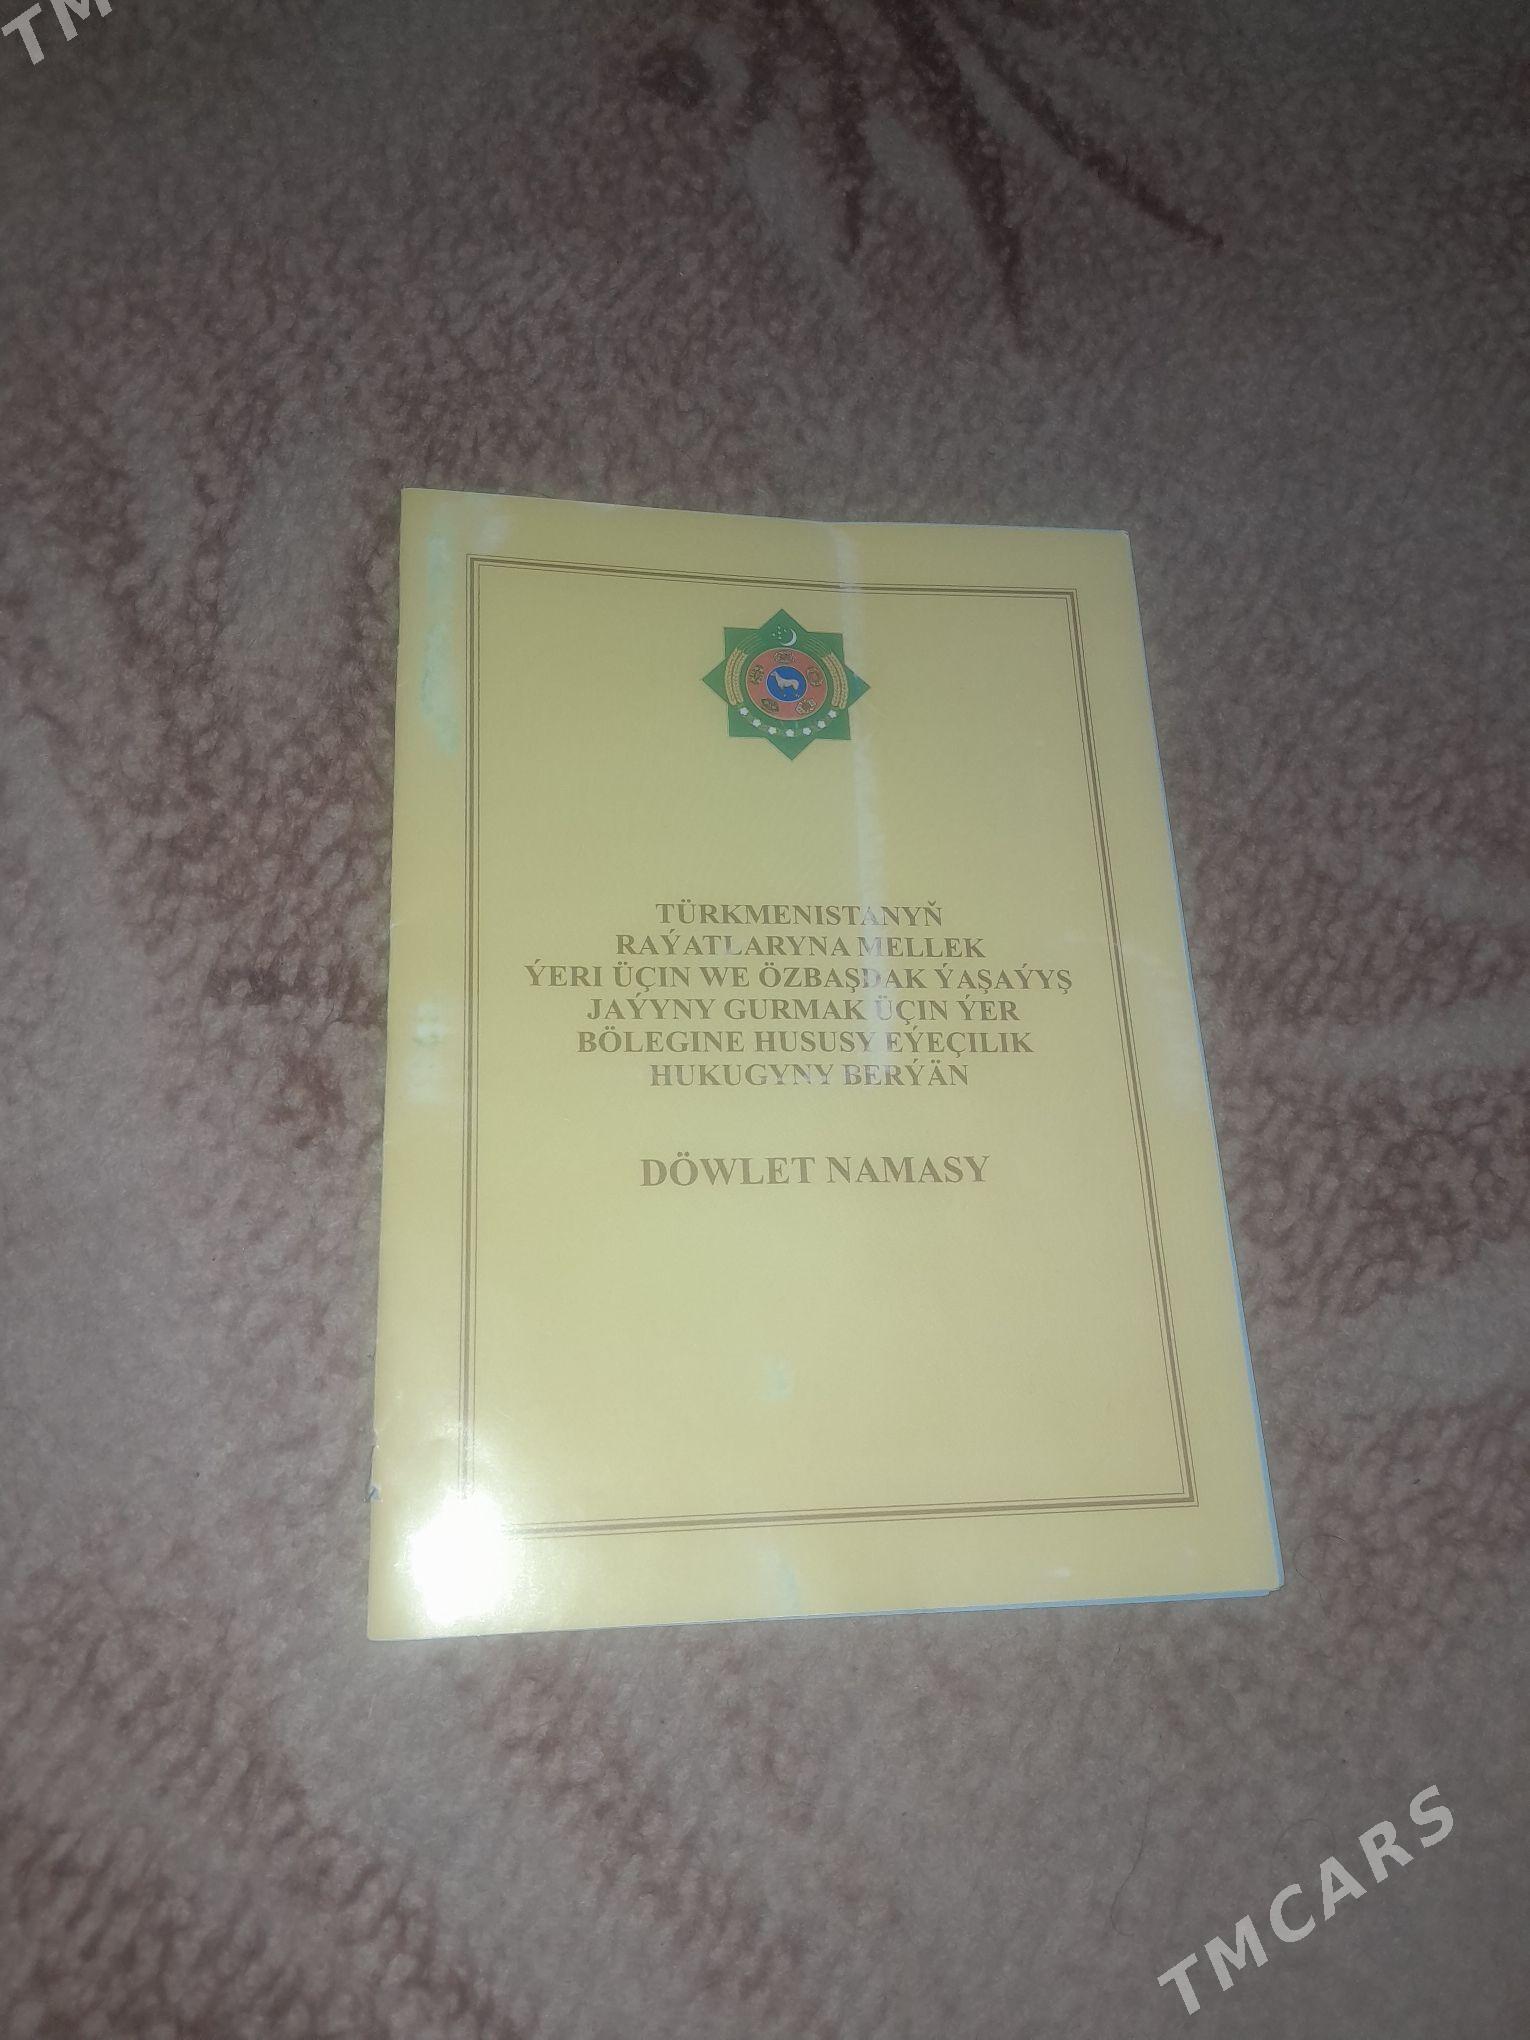 TM
TÜRKMENISTANYŇ
RAÝATLARYNA MELLEK
ÝERI ÜÇIN WE ÖZBAŞDAK ÝAŞAÝYŞ
JAÝYNY GURMAK ÜÇIN ÝER
BÖLEGINE HUSUSY EÝEÇILIK
HUKUGYNY BERÝÄN
DÖWLET NAMASY
TMCARS